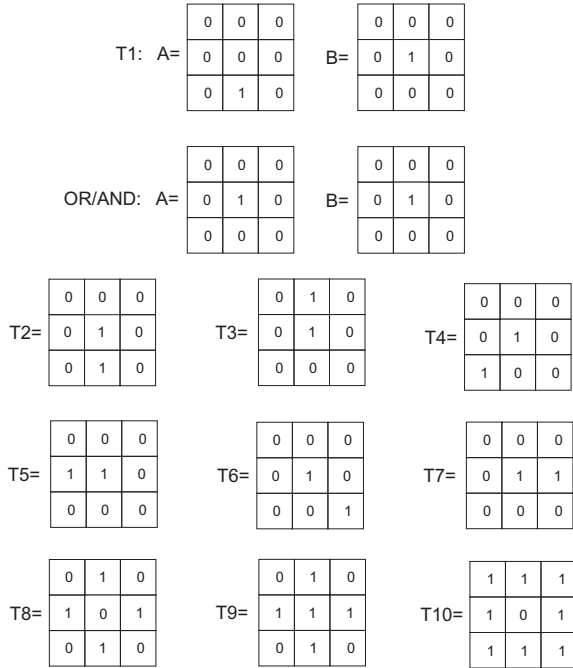 0 0 0 0 0 0
T1: A= 0 0 0 B= 0 1 0
0 1 0 0 0 0
0 0 0 0 0 0
OR/AND: A= 0 1 0 B= 0 1 0
0 0 0 0 0 0
0 0 0 0 1 0 0 0 0
T2= 0 1 0 T3= 0 1 0 T4= 0 1 0
0 1 0 0 0 0 1 0 0
0 0 0 0 0 0 0 0 0
T5= 1 1 0 T6= 0 1 0 T7= 0 1 1
0 0 0 0 0 1 0 0 0
0 1 0 0 1 0 1 1 1
T8= 1 0 1 T9= 1 1 1 T10= 1 0 1
0 1 0 0 1 0 1 1 1